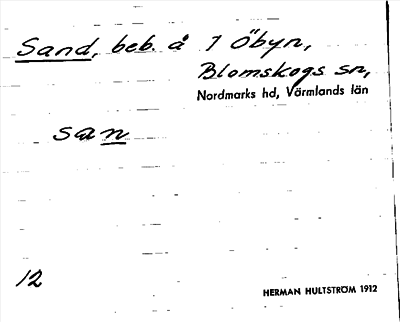 Sand, beb. å 1 Öbyn,
Blomskogs sn,
Nordmarks hd, Värmlands län
san
12
HERMAN HULTSTRÖM 1912